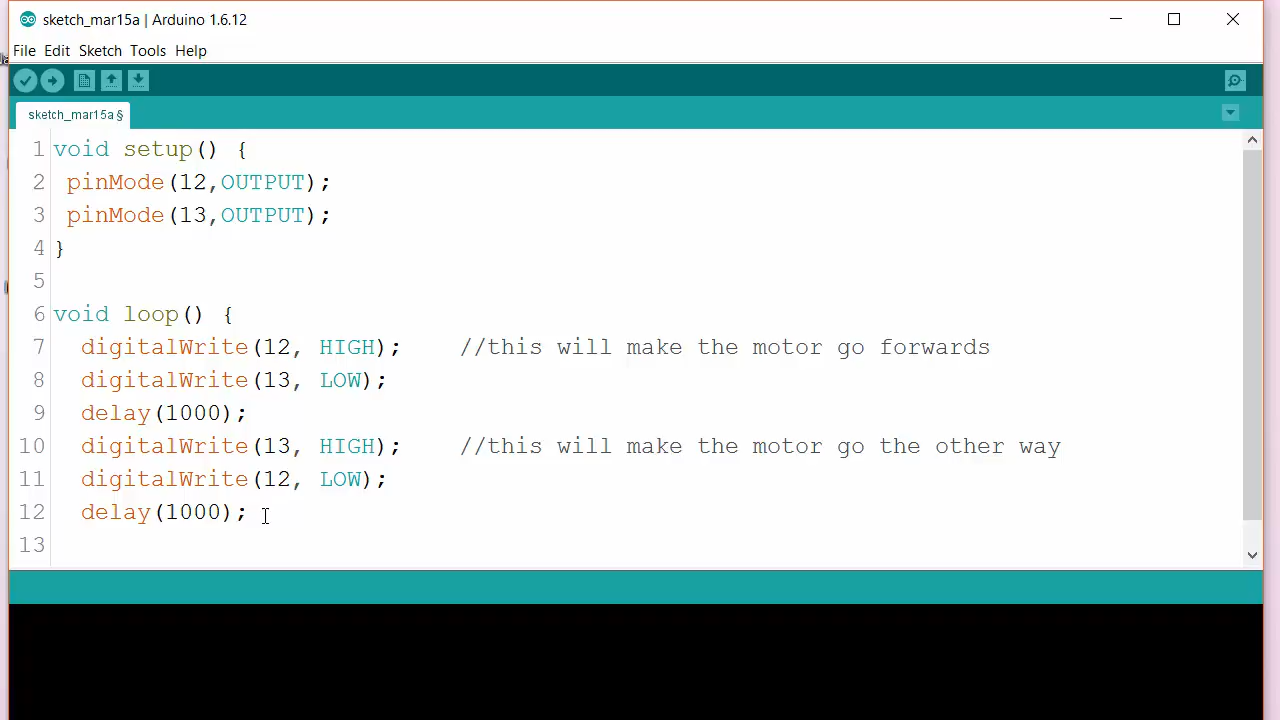 sketch_mar15a | Arduino 1.6.12
File Edit Sketch Tools Help
sketch_mar15a §
1 void setup() {
2 pinMode(12,OUTPUT);
3 pinMode(13,OUTPUT);
4 }
5
6 void loop() {
7 digitalWrite(12, HIGH); //this will make the motor go forwards
8 digitalWrite(13, LOW);
9 delay(1000);
10 digitalWrite(13, HIGH); //this will make the motor go the other way
11 digitalWrite(12, LOW);
12 delay(1000);
13